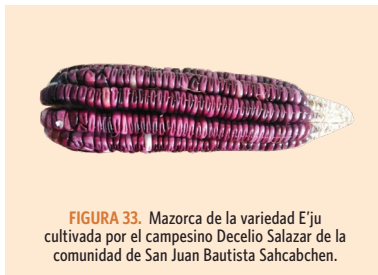 FIGURA 33. Mazorca de la variedad E'ju
cultivada por el campesino Decelio Salazar de la
comunidad de San Juan Bautista Sahcabchen.